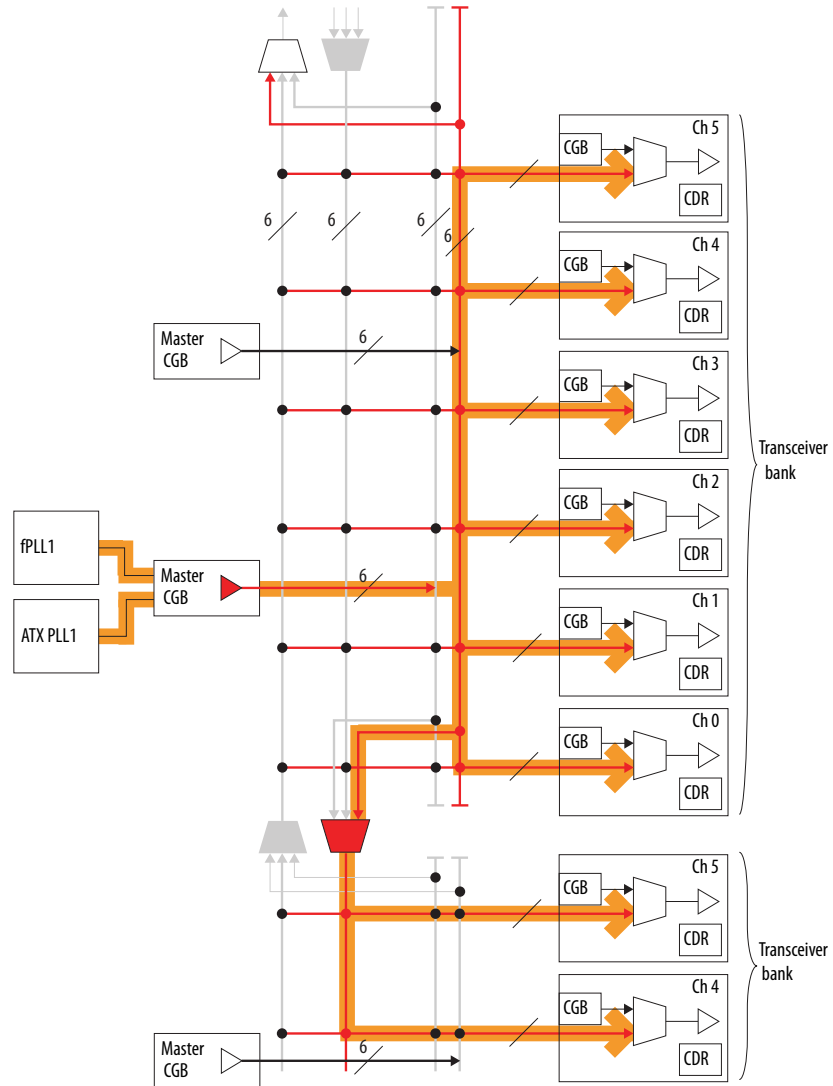 Ch 5
CGB
CDR
6
6
6
6
Ch 4
CGB
CDR
Master
CGB
6
Ch 3
CGB
CDR
Transceiver
bank
Ch 2
CGB
CDR
fPLL1
Master
CGB
6
ATX PLL1
Ch 1
CGB
CDR
Ch 0
CGB
CDR
Ch 5
CGB
CDR
Transceiver
bank
Ch 4
CGB
CDR
Master
CGB
6